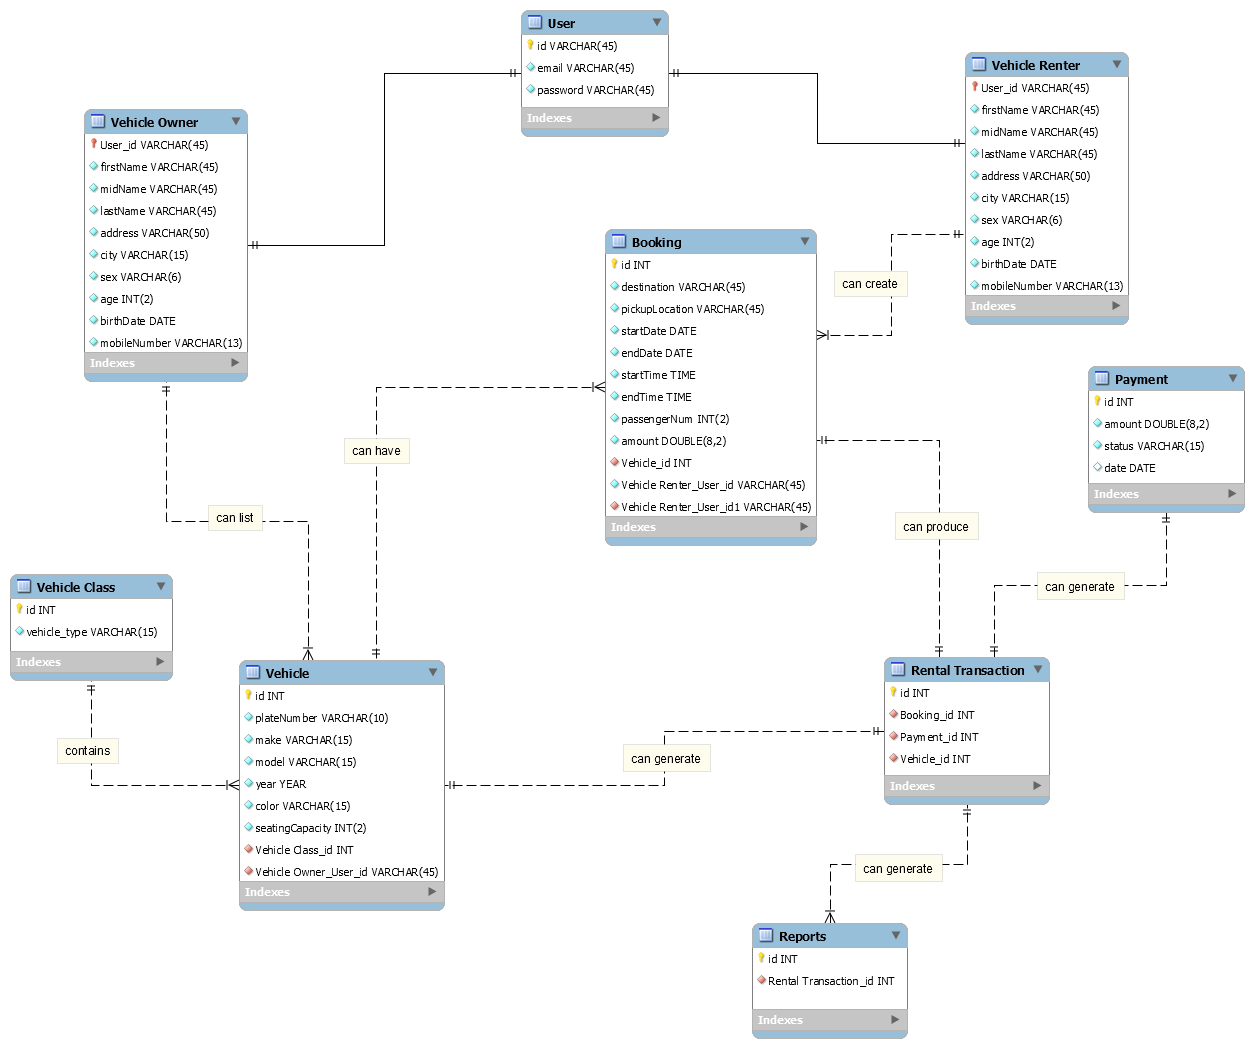 User
id VARCHAR(45)
email VARCHAR(45)
password VARCHAR(45)
Indexes
Vehicle Renter
User_id VARCHAR(45)
firstName VARCHAR(45)
midName VARCHAR(45)
lastName VARCHAR(45)
address VARCHAR(50)
city VARCHAR(15)
sex VARCHAR(6)
age INT(2)
birthDate DATE
mobileNumber VARCHAR(13)
Indexes
Vehicle Owner
User_id VARCHAR(45)
firstName VARCHAR(45)
midName VARCHAR(45)
lastName VARCHAR(45)
address VARCHAR(50)
city VARCHAR(15)
sex VARCHAR(6)
age INT(2)
birthDate DATE
mobileNumber VARCHAR(13)
Indexes
Booking
id INT
destination VARCHAR(45)
pickupLocation VARCHAR(45)
startDate DATE
endDate DATE
startTime TIME
endTime TIME
passengerNum INT(2)
amount DOUBLE(8,2)
Vehicle_id INT
Vehicle Renter_User_id VARCHAR(45)
Vehicle Renter_User_id1 VARCHAR(45)
Indexes
can create
Payment
id INT
amount DOUBLE(8,2)
status VARCHAR(15)
date DATE
Indexes
can have
can list
can produce
can generate
Vehicle Class
id INT
vehicle_type VARCHAR(15)
Indexes
contains
Vehicle
id INT
plateNumber VARCHAR(10)
make VARCHAR(15)
model VARCHAR(15)
year YEAR
color VARCHAR(15)
seatingCapacity INT(2)
Vehicle Class_id INT
Vehicle Owner_User_id VARCHAR(45)
Indexes
can generate
Rental Transaction
id INT
Booking_id INT
Payment_id INT
Vehicle_id INT
Indexes
can generate
Reports
id INT
Rental Transaction_id INT
Indexes